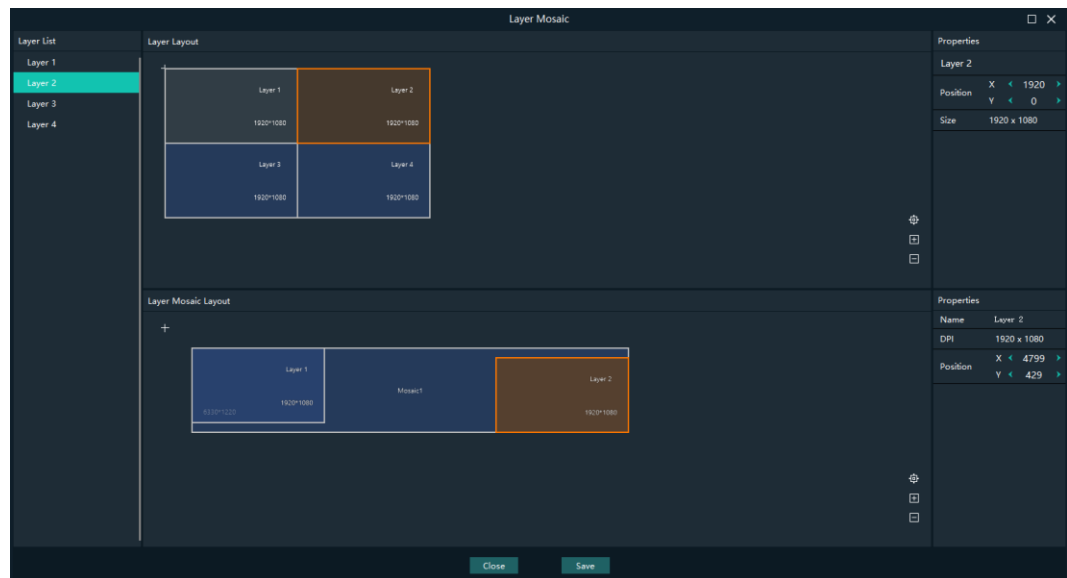 Layer Mosaic
Layer List
Layer 1
Layer 2
Layer 3
Layer 4
Layer Layout
Layer 1
1920*1080
Layer 2
1920*1080
Layer 3
1920*1080
Layer 4
1920*1080
Properties
Layer 2
Position X 1920
Y 0
Size 1920 x 1080
Layer Mosaic Layout
Layer 1
1920*1080
Mosaic1
Layer 2
1920*1080
Properties
Name Layer 2
DPI 1920 x 1080
Position X 4799
Y 429
Close Save